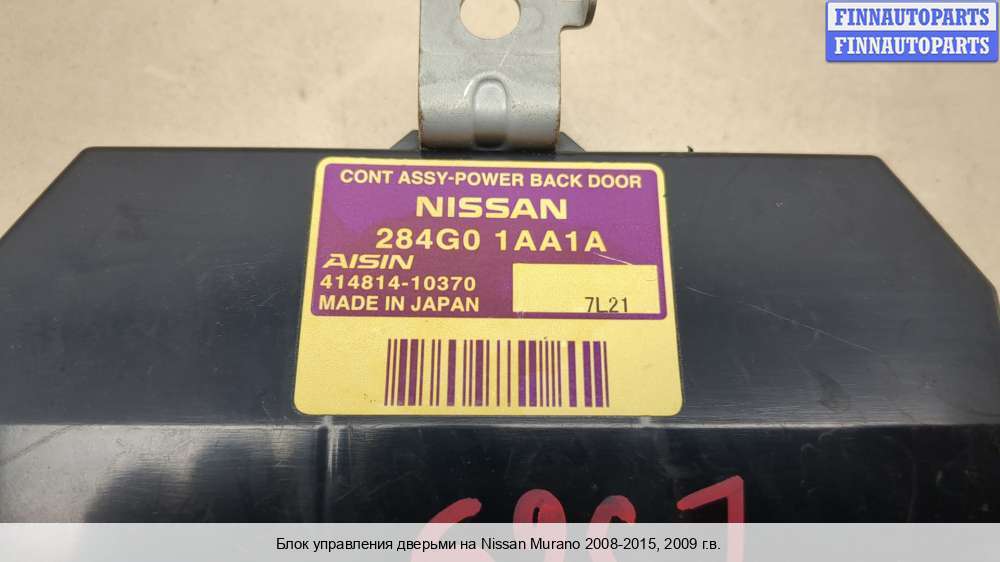 FINNAUTOPARTS
FINNAUTOPARTS
CONT ASSY-POWER BACK DOOR
NISSAN
284G0 1AA1A
AISIN
414814-10370
MADE IN JAPAN
7L21
Блок управления дверьми на Nissan Murano 2008-2015, 2009 г.в.